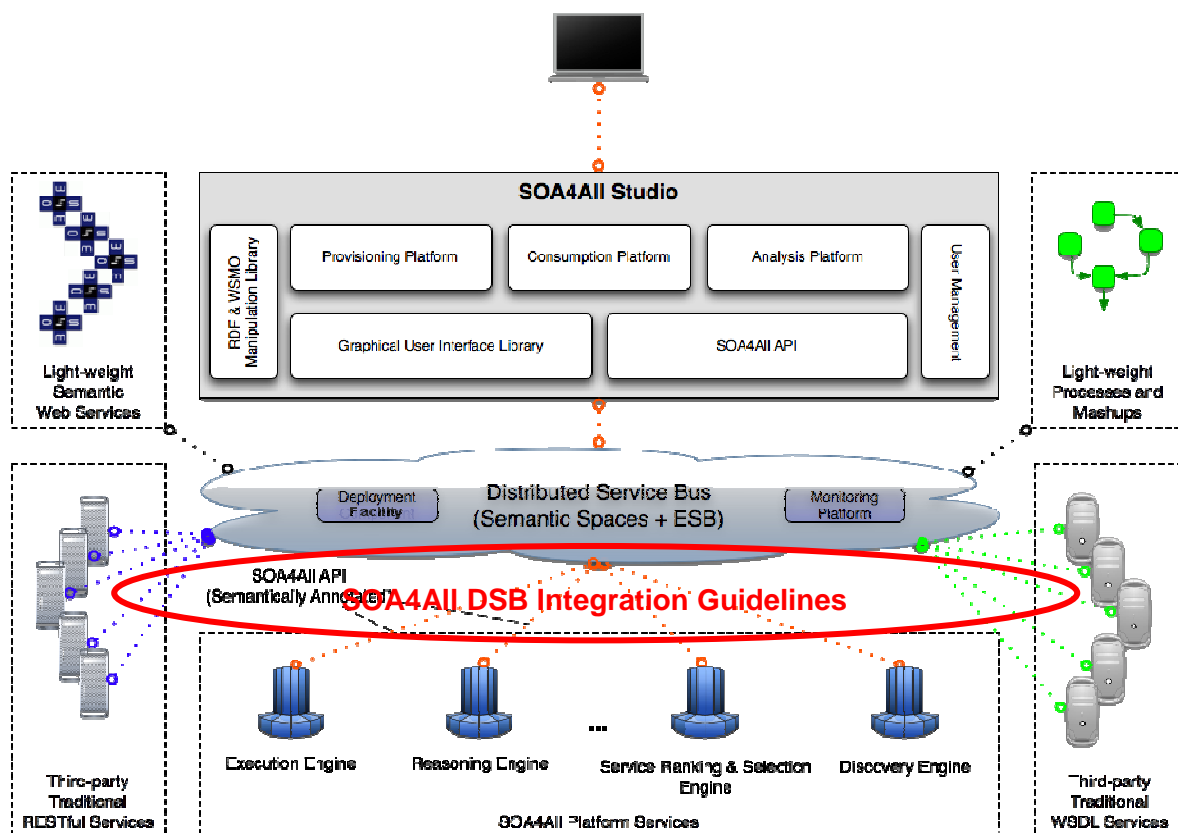 SOA4All Studio
RDF & WSMO
Manipulation Library
Provisioning Platform
Consumption Platform
Analysis Platform
User Management
Graphical User Interface Library
SOA4All API
Light-weight
Semantic
Web Services
Light-weight
Processes and
Mashups
Deployment
Facility
Distributed Service Bus
(Semantic Spaces + ESB)
Monitoring
Platform
SOA4All API
(Semantically Annotated)
SOA4All DSB Integration Guidelines
Execution Engine
Reasoning Engine
...
Service Ranking & Selection
Engine
Discovery Engine
Third-party
Traditional
RESTful Services
SOA4All Platform Services
Third-party
Traditional
WSDL Services